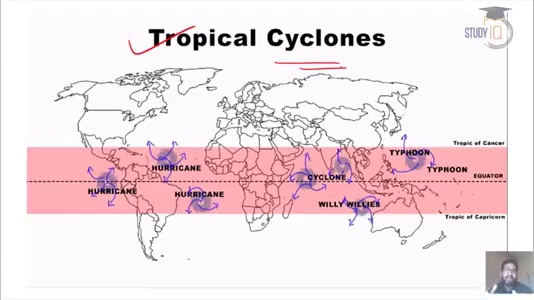 Tropical Cyclones
STUDY IQ
Tropic of Cancer
TYPHOON
HURRICANE
TYPHOON
EQUATOR
CYCLONE
HURRICANE
HURRICANE
WILLY WILLIES
Tropic of Capricorn